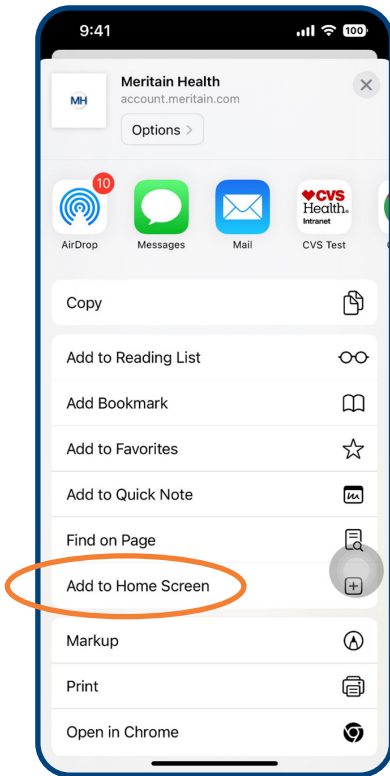 9:41
100
MH
Meritain Health
account.meritain.com
Options
10
CVS
Health.
Intranet
AirDrop
Messages
Mail
CVS Test
Copy
Add to Reading List
Add Bookmark
Add to Favorites
Add to Quick Note
Find on Page
Add to Home Screen
Markup
Print
Open in Chrome